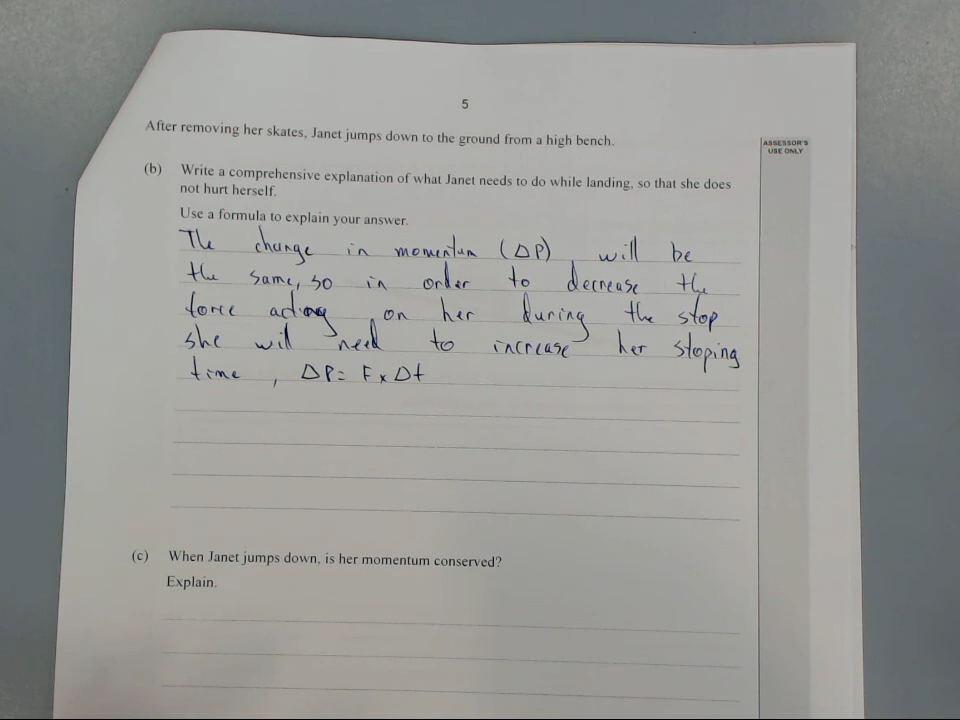 5
After removing her skates, Janet jumps down to the ground from a high bench.
ASSESSOR'S
USE ONLY
(b) Write a comprehensive explanation of what Janet needs to do while landing, so that she does
not hurt herself.
Use a formula to explain your answer.
The change in momentum (ΔP) will be
the same, so in order to decrease the
force acting on her during the stop
she will need to increase her stoping
time, ΔP = F x Δt
(c) When Janet jumps down, is her momentum conserved?
Explain.